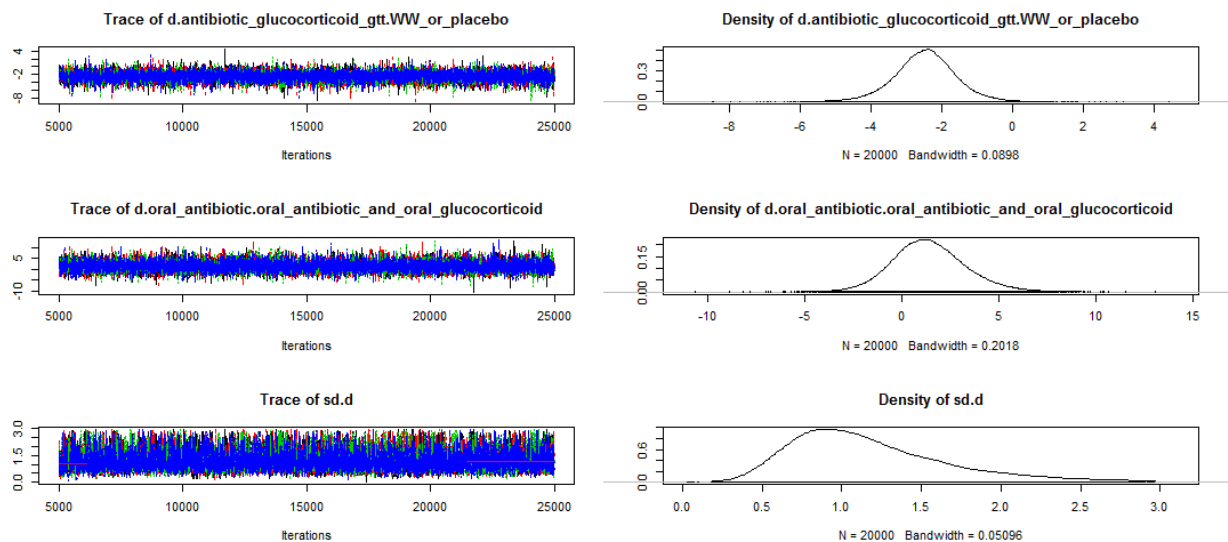 Trace of d.antibiotic_glucocorticoid_gtt.WW_or_placebo
4
-2
-8
5000 10000 15000 20000 25000
Iterations
Density of d.antibiotic_glucocorticoid_gtt.WW_or_placebo
0.3
0.0
-8 -6 -4 -2 0 2 4
N = 20000 Bandwidth = 0.0898
Trace of d.oral_antibiotic.oral_antibiotic_and_oral_glucocorticoid
5
-10
5000 10000 15000 20000 25000
Iterations
Density of d.oral_antibiotic.oral_antibiotic_and_oral_glucocorticoid
0.15
0.00
-10 -5 0 5 10 15
N = 20000 Bandwidth = 0.2018
Trace of sd.d
3.0
1.5
0.0
5000 10000 15000 20000 25000
Iterations
Density of sd.d
0.6
0.0
0.0 0.5 1.0 1.5 2.0 2.5 3.0
N = 20000 Bandwidth = 0.05096